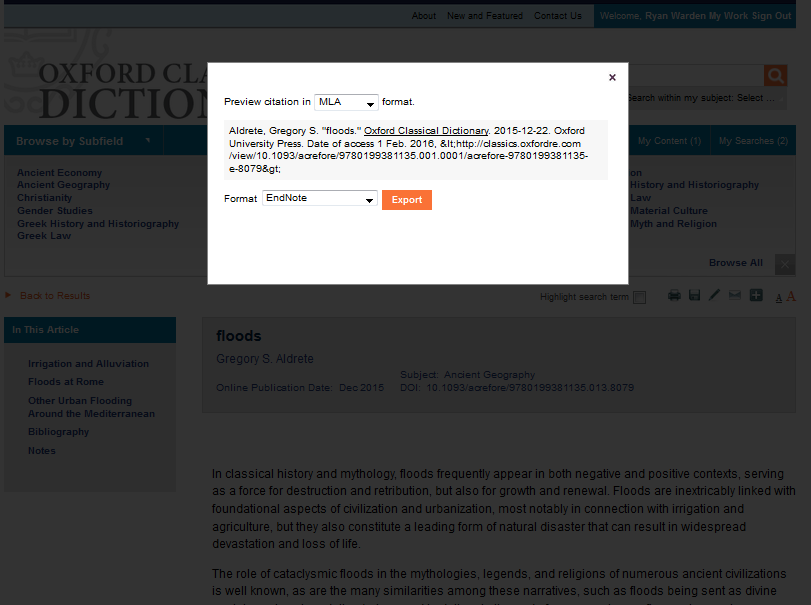 About New and Featured Contact Us Welcome, Ryan Warden My Work Sign Out
OXFORD CLA
DICTION
Search within my subject: Select ...
Browse by Subfield
My Content (1) My Searches (2)
Ancient Economy
Ancient Geography
Christianity
Gender Studies
Greek History and Historiography
Greek Law
on
History and Historiography
Law
Material Culture
Myth and Religion
Browse All
×
Preview citation in MLA format.
Aldrete, Gregory S. "floods." Oxford Classical Dictionary. 2015-12-22. Oxford
University Press. Date of access 1 Feb. 2016, &lt;http://classics.oxfordre.com
/view/10.1093/acrefore/9780199381135.001.0001/acrefore-9780199381135-
e-8079&gt;
Format EndNote Export
Back to Results
Highlight search term
A A
In This Article
Irrigation and Alluviation
Floods at Rome
Other Urban Flooding
Around the Mediterranean
Bibliography
Notes
floods
Gregory S. Aldrete
Subject: Ancient Geography
Online Publication Date: Dec 2015 DOI: 10.1093/acrefore/9780199381135.013.8079
In classical history and mythology, floods frequently appear in both negative and positive contexts, serving
as a force for destruction and retribution, but also for growth and renewal. Floods are inextricably linked with
foundational aspects of civilization and urbanization, most notably in connection with irrigation and
agriculture, but they also constitute a leading form of natural disaster that can result in widespread
devastation and loss of life.
The role of cataclysmic floods in the mythologies, legends, and religions of numerous ancient civilizations
is well known, as are the many similarities among these narratives, such as floods being sent as divine